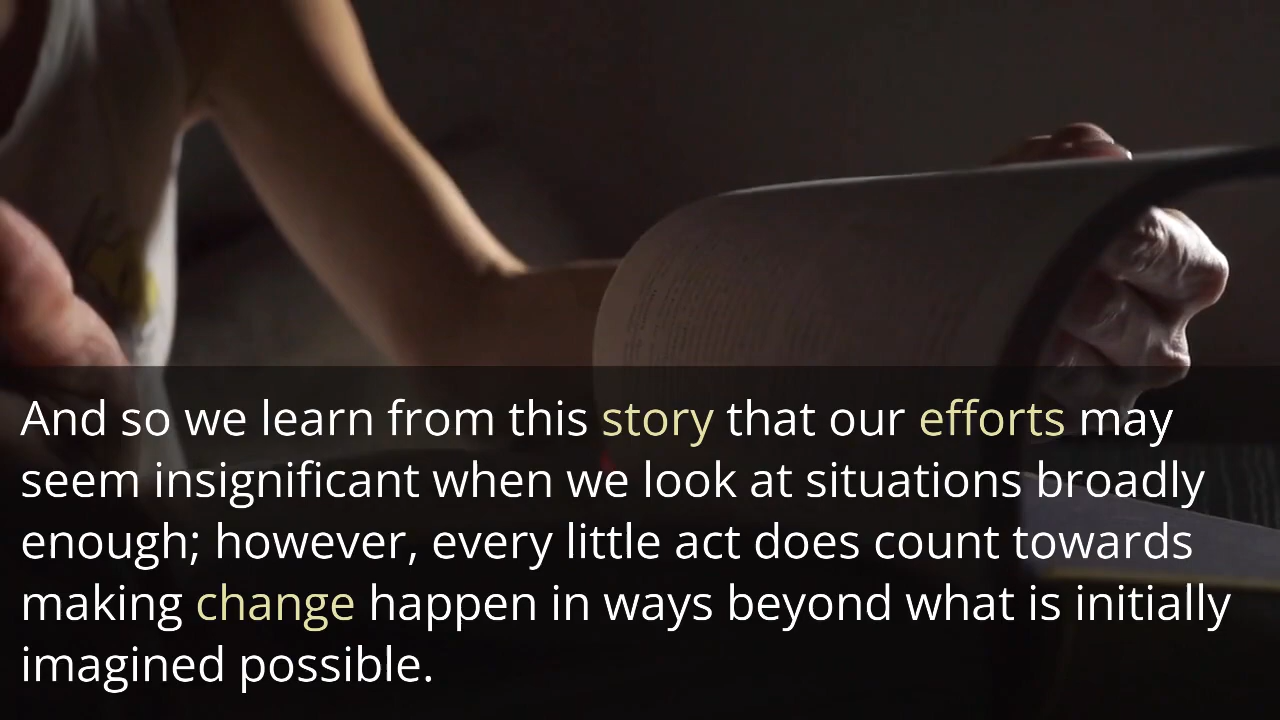 And so we learn from this story that our efforts may
seem insignificant when we look at situations broadly
enough; however, every little act does count towards
making change happen in ways beyond what is initially
imagined possible.